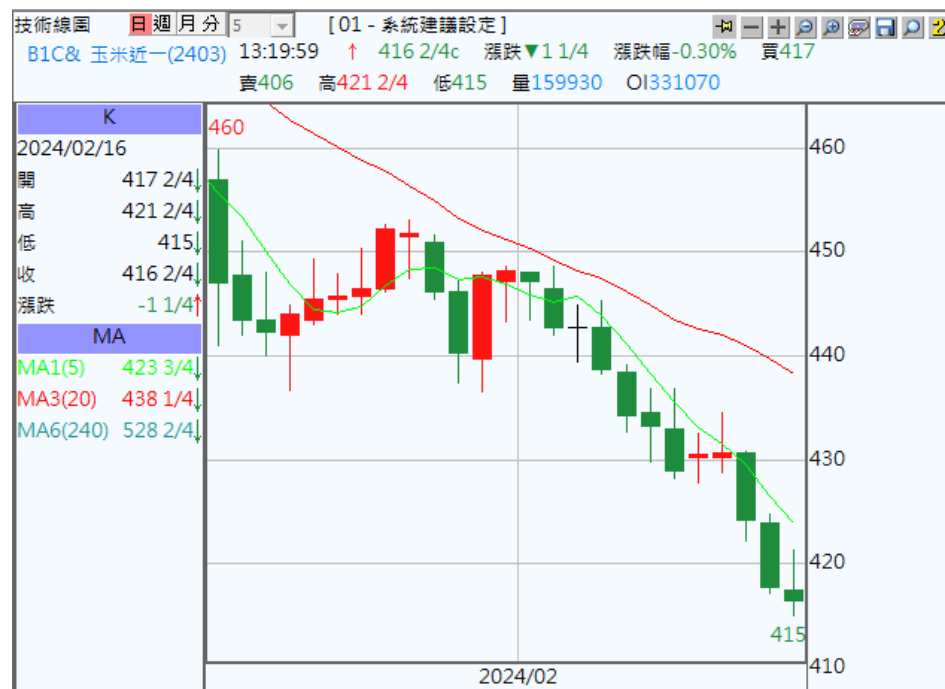 技術線圖 日 週 月 分 5 [ 01 - 系統建議設定 ]
B1C& 玉米近一(2403) 13:19:59 ↑ 416 2/4c 漲跌▼1 1/4 漲跌幅-0.30% 買417
賣406 高421 2/4 低415 量159930 OI331070
K
2024/02/16
開 417 2/4↓
高 421 2/4↓
低 415↓
收 416 2/4↓
漲跌 -1 1/4↑
MA
MA1(5) 423 3/4↓
MA3(20) 438 1/4↓
MA6(240) 528 2/4↓
460
460
450
440
430
420
415
410
2024/02